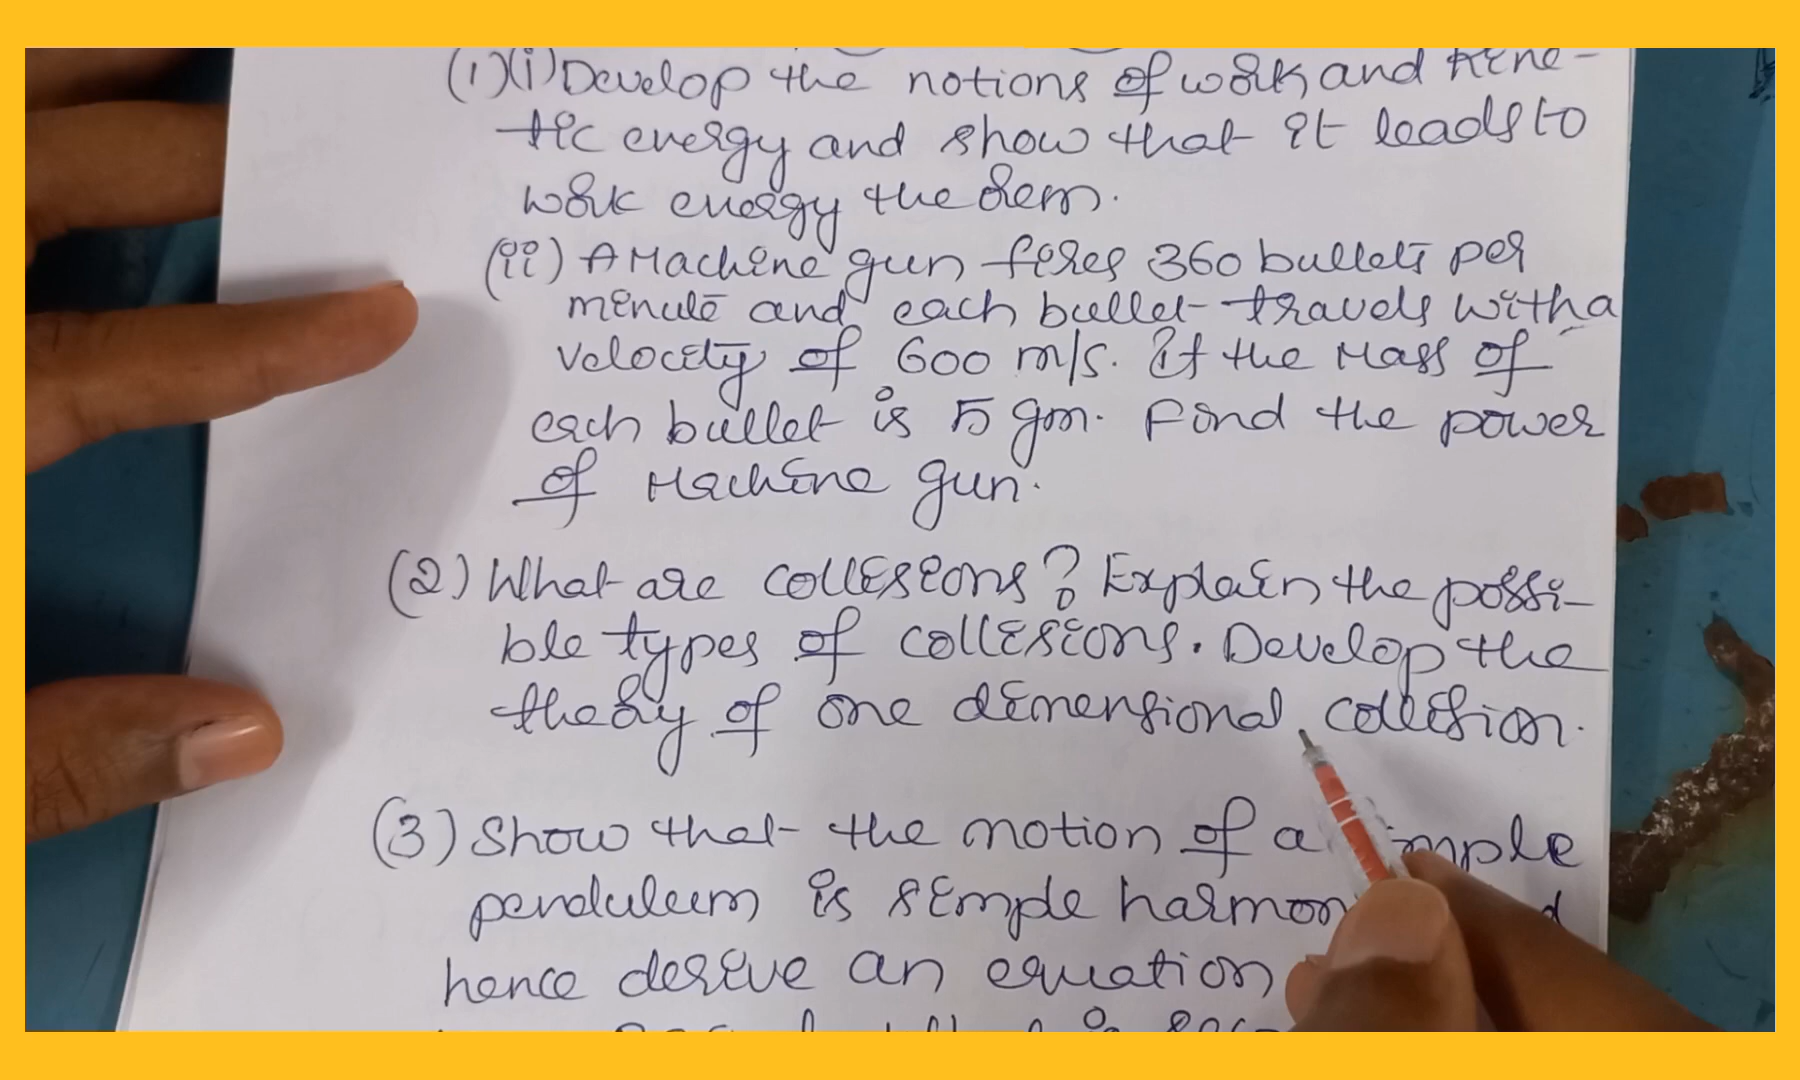 (1)(i) Develop the notions of work and kine-
tic energy and show that it leads to
work energy theorem.
(ii) A Machine gun fires 360 bullets per
minute and each bullet travels with a
velocity of 600 m/s. If the Mass of
each bullet is 5 gm. Find the power
of Machine gun.
(2) What are collisions? Explain the possi-
ble types of collisions. Develop the
theory of one dimensional collision.
(3) Show that the motion of a simple
pendulum is simple harmon
hence derive an equation